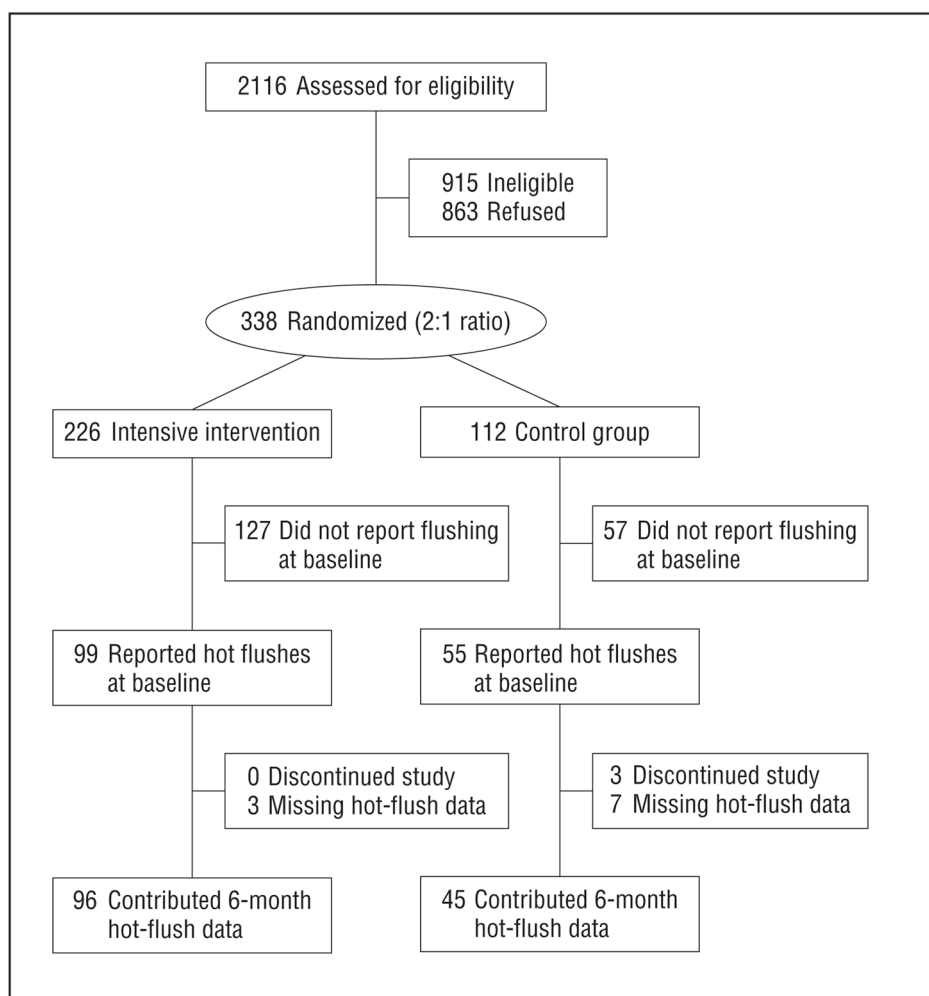 2116 Assessed for eligibility
915 Ineligible
863 Refused
338 Randomized (2:1 ratio)
226 Intensive intervention
112 Control group
127 Did not report flushing
at baseline
57 Did not report flushing
at baseline
99 Reported hot flushes
at baseline
55 Reported hot flushes
at baseline
0 Discontinued study
3 Missing hot-flush data
3 Discontinued study
7 Missing hot-flush data
96 Contributed 6-month
hot-flush data
45 Contributed 6-month
hot-flush data